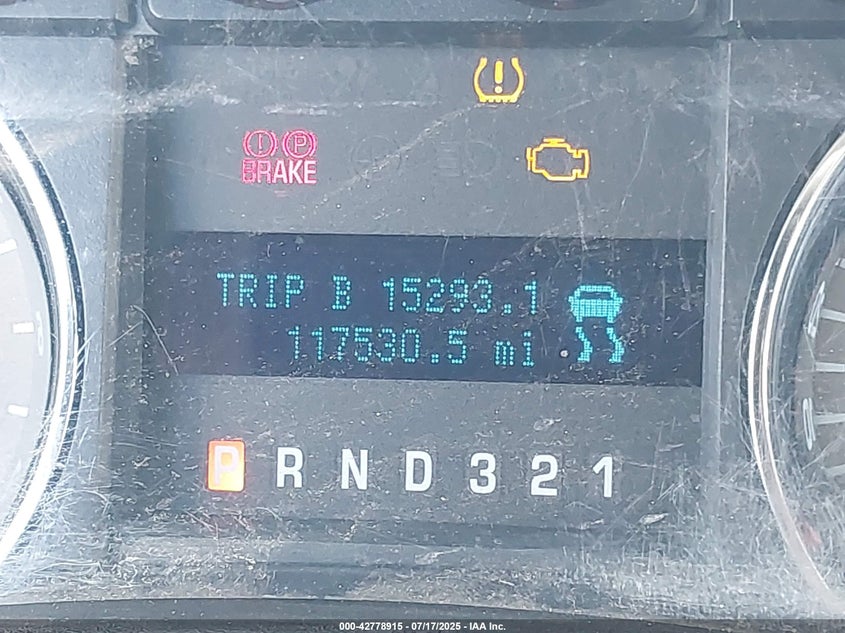 BRAKE
TRIP B 15293.1
117530.5 mi
P R N D 3 2 1
000-42778915 - 07/17/2025 - IAA Inc.